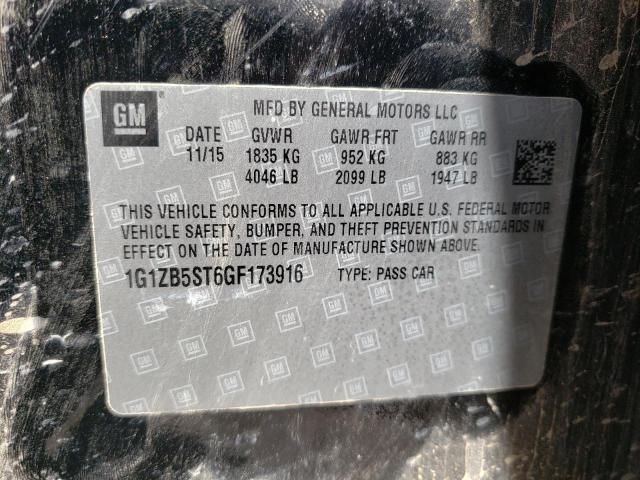 GM MFD BY GENERAL MOTORS LLC
DATE GVWR GAWR FRT GAWR RR
11/15 1835 KG 952 KG 883 KG
4046 LB 2099 LB 1947 LB
THIS VEHICLE CONFORMS TO ALL APPLICABLE U.S. FEDERAL MOTOR
VEHICLE SAFETY, BUMPER, AND THEFT PREVENTION STANDARDS IN
EFFECT ON THE DATE OF MANUFACTURE SHOWN ABOVE.
1G1ZB5ST6GF173916 TYPE: PASS CAR